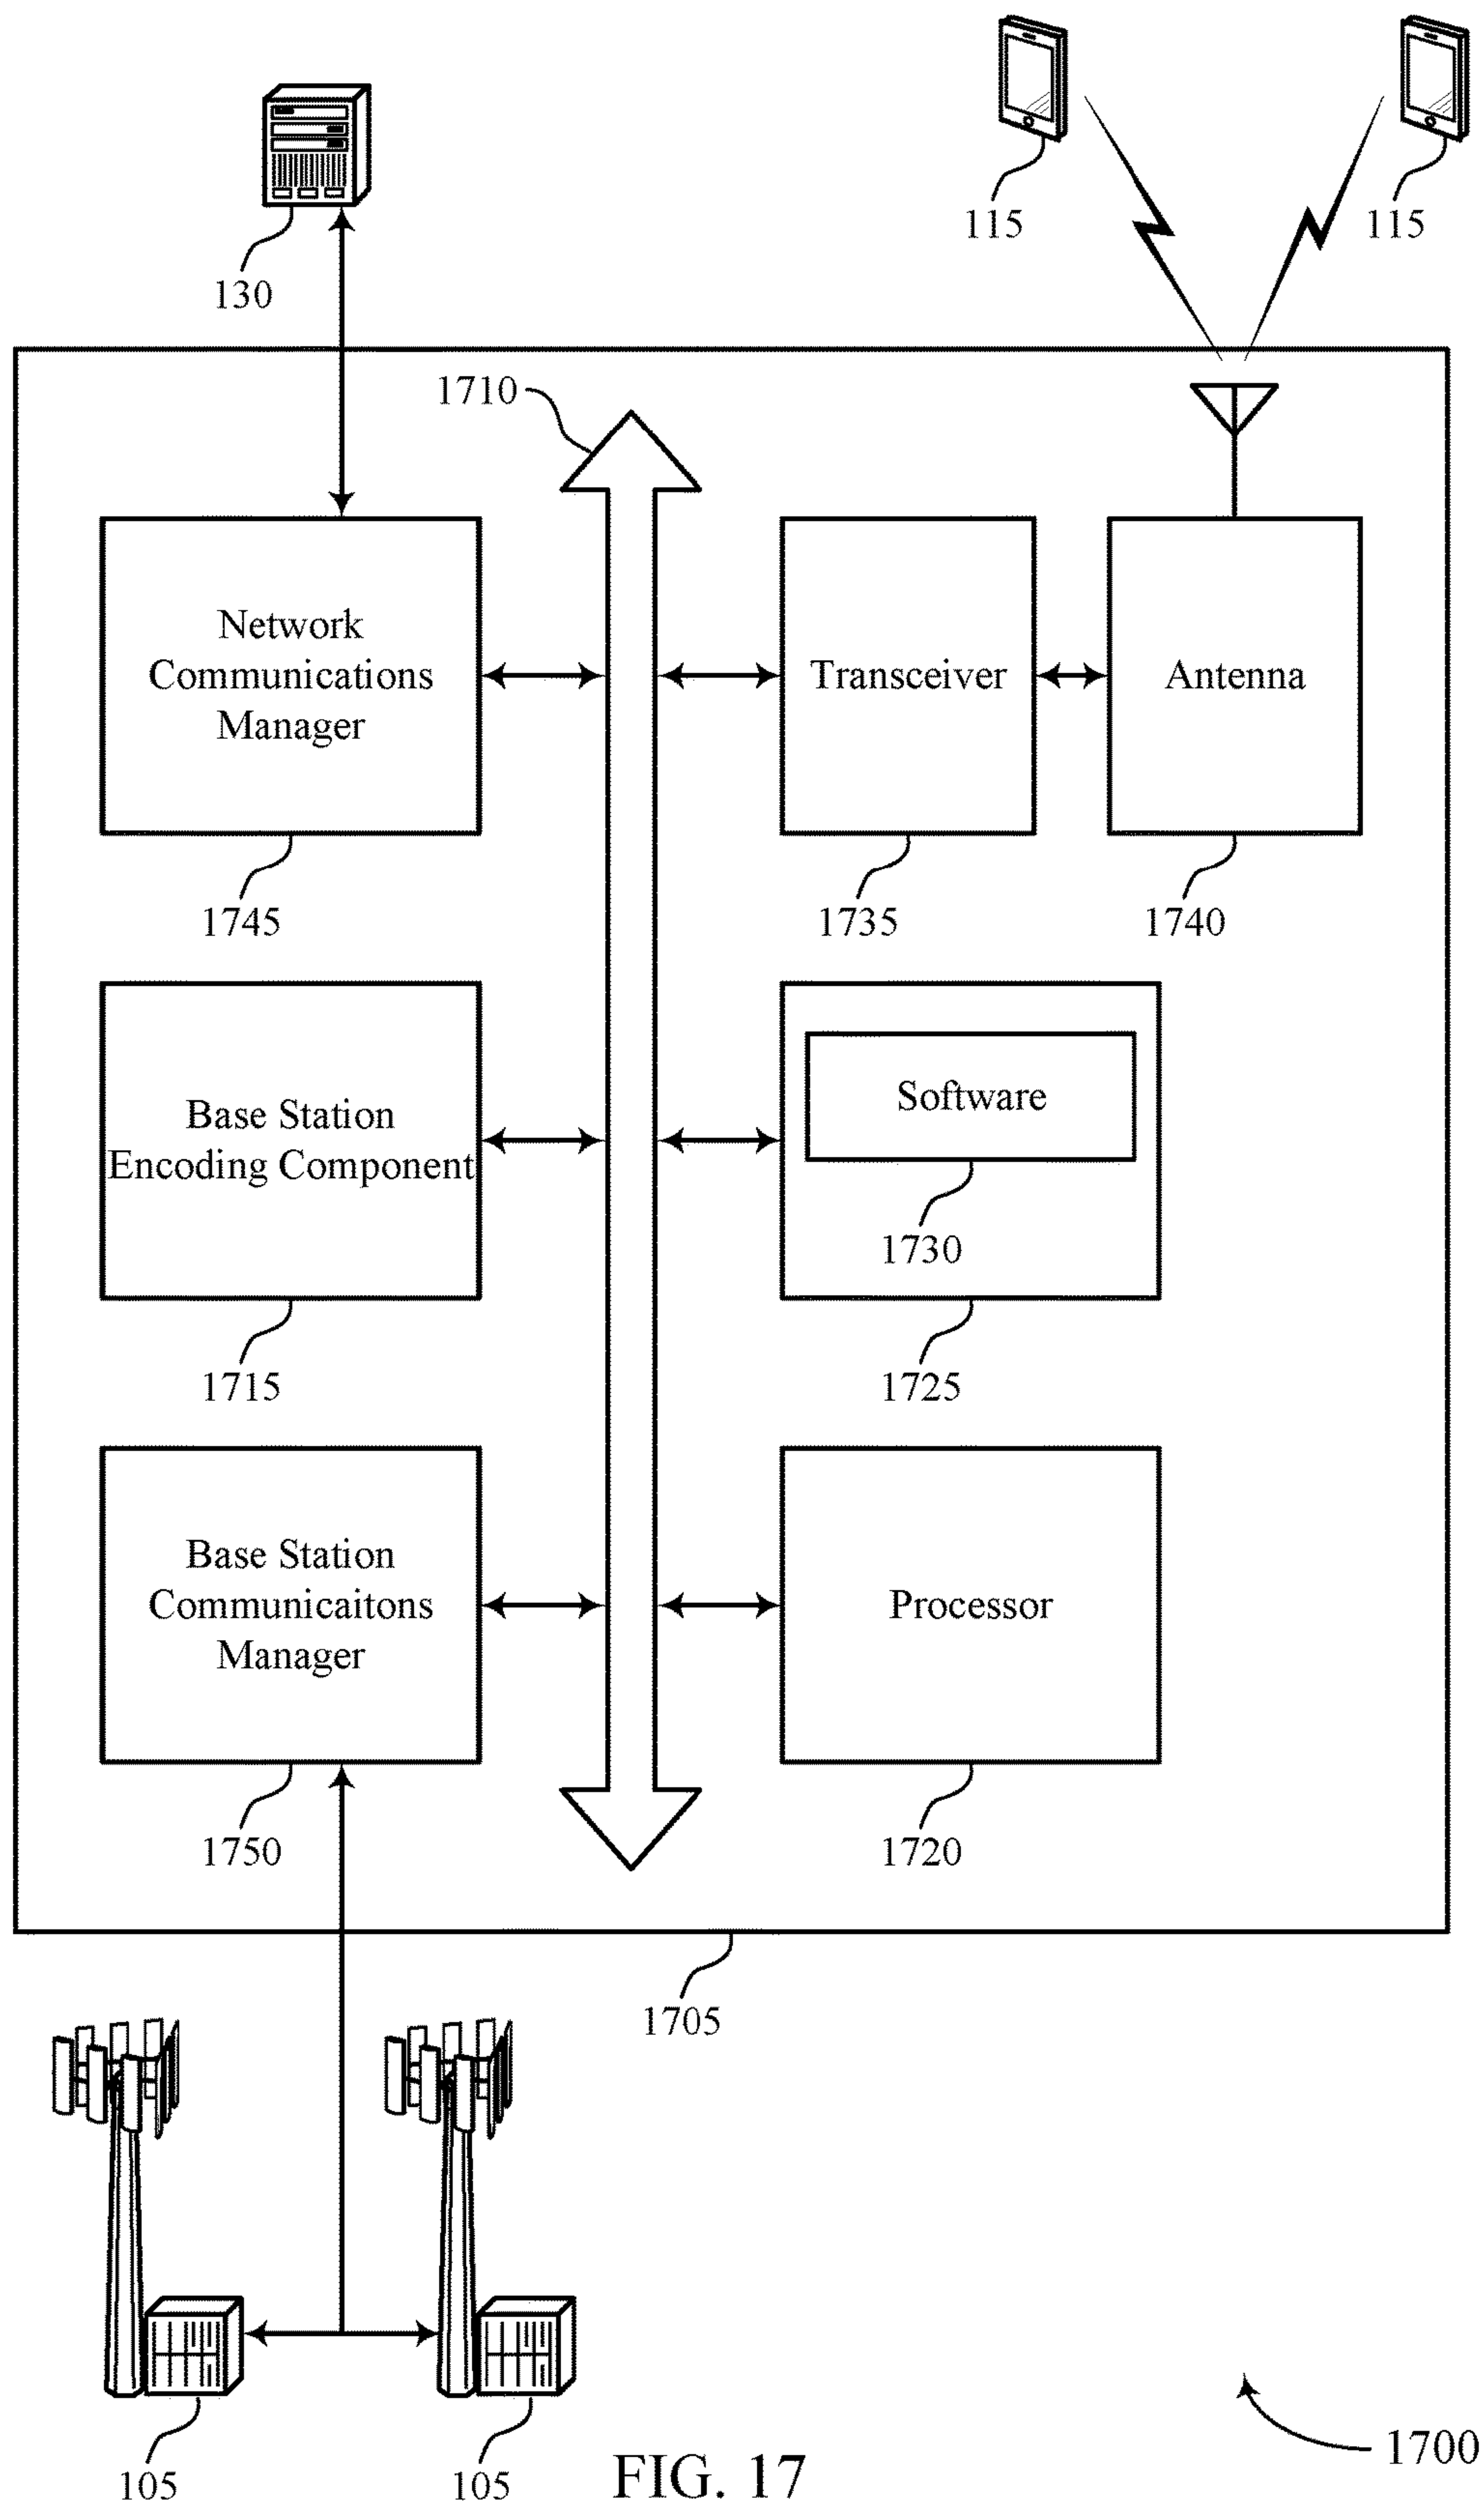 115
115
130
1710
Network
Communications
Manager
Transceiver
Antenna
1745
1735
1740
Software
Base Station
Encoding Component
1730
1715
1725
Base Station
Communicaitons
Manager
Processor
1750
1720
1705
105
105
FIG. 17
1700